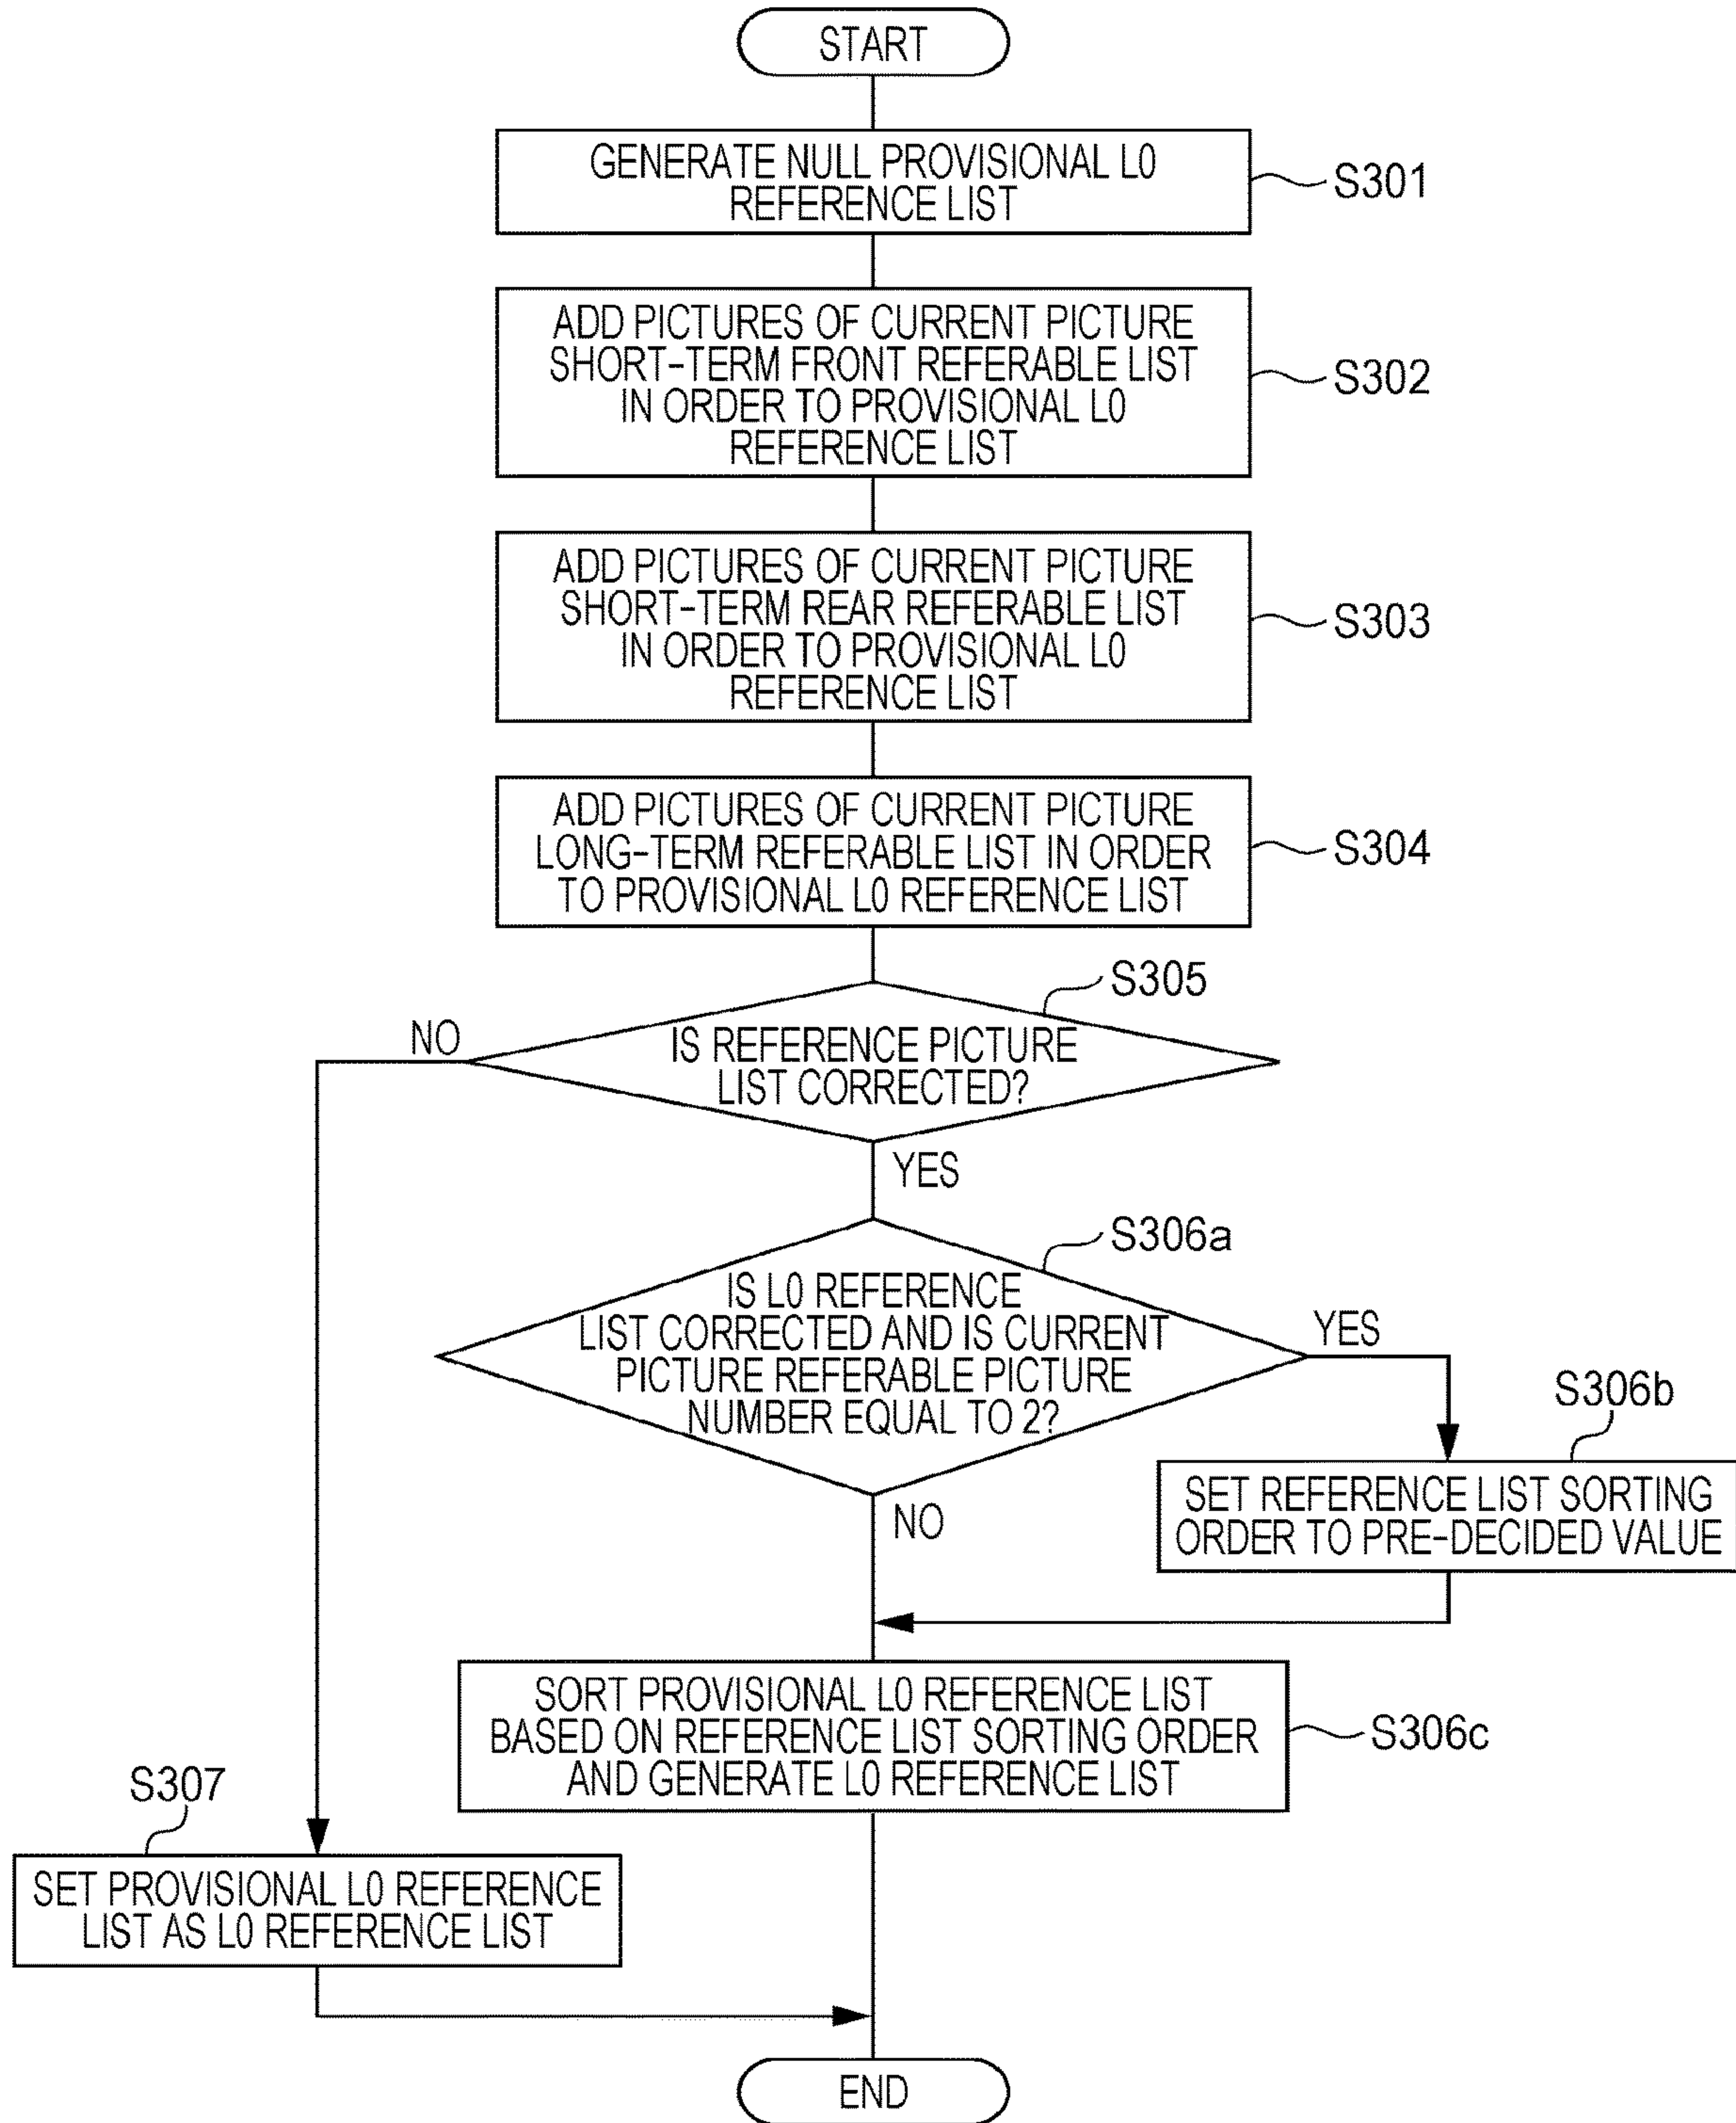 START
GENERATE NULL PROVISIONAL L0
REFERENCE LIST
S301
ADD PICTURES OF CURRENT PICTURE
SHORT-TERM FRONT REFERABLE LIST
IN ORDER TO PROVISIONAL L0
REFERENCE LIST
S302
ADD PICTURES OF CURRENT PICTURE
SHORT-TERM REAR REFERABLE LIST
IN ORDER TO PROVISIONAL L0
REFERENCE LIST
S303
ADD PICTURES OF CURRENT PICTURE
LONG-TERM REFERABLE LIST IN ORDER
TO PROVISIONAL L0 REFERENCE LIST
S304
S305
NO
IS REFERENCE PICTURE
LIST CORRECTED?
YES
S306a
IS L0 REFERENCE
LIST CORRECTED AND IS CURRENT
PICTURE REFERABLE PICTURE
NUMBER EQUAL TO 2?
YES
S306b
SET REFERENCE LIST SORTING
ORDER TO PRE-DECIDED VALUE
NO
SORT PROVISIONAL L0 REFERENCE LIST
BASED ON REFERENCE LIST SORTING ORDER
AND GENERATE L0 REFERENCE LIST
S306c
S307
SET PROVISIONAL L0 REFERENCE
LIST AS L0 REFERENCE LIST
END